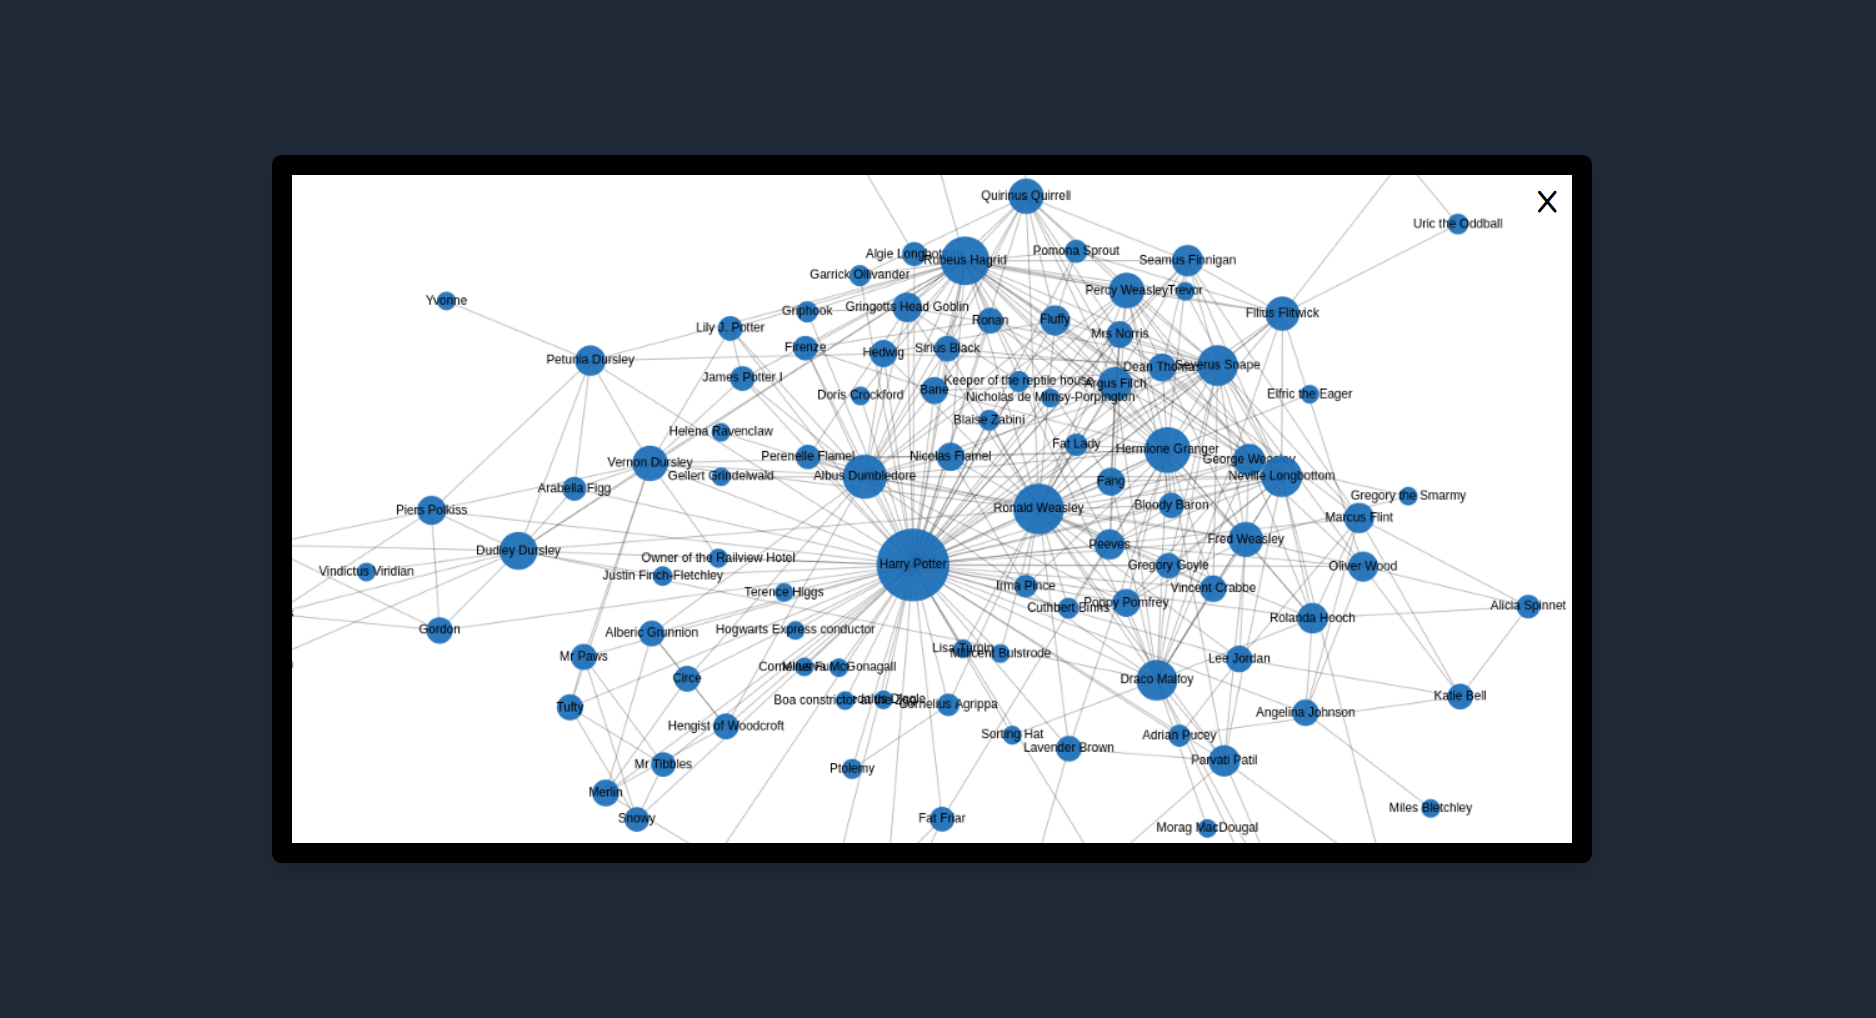 Quirinus Quirrell
X
Uric the Oddball
Pomona Sprout
Algie
Rubeus Hagrid
Seamus Finnigan
Garrick Ollivander
Percy Weasley
Trevor
Yvonne
Gringotts Head Goblin
Griphook
Filius Flitwick
Ronan
Fluffy
Lily J. Potter
Mrs Norris
Firenze
Hedwig
Sirius Black
Petunia Dursley
Dean Thomas
Severus Snape
James Potter I
Keeper of the reptile house
Argus Filch
Doris Crockford
Bane
Nicholas de Mimsy-Porpington
Elfric the Eager
Blaise Zabini
Helena Ravenclaw
Fat Lady
Hermione Granger
Perenelle Flamel
Nicolas Flamel
George Weasley
Vernon Dursley
Gellert Grindelwald
Albus Dumbledore
Neville Longbottom
Fang
Arabella Figg
Gregory the Smarmy
Bloody Baron
Piers Polkiss
Ronald Weasley
Marcus Flint
Fred Weasley
Peeves
Dudley Dursley
Owner of the Railview Hotel
Harry Potter
Gregory Goyle
Oliver Wood
Vindictus Viridian
Justin Finch-Fletchley
Irma Pince
Vincent Crabbe
Terence Higgs
Poppy Pomfrey
Cuthbert Binns
Alicia Spinnet
Rolanda Hooch
Gordon
Alberic Grunnion
Hogwarts Express conductor
Lisa Turpin
Millicent Bulstrode
Mr Paws
Lee Jordan
McGonagall
Circe
Draco Malfoy
Katie Bell
Boa constrictor at the
Cornelius Agrippa
Tufty
Angelina Johnson
Hengist of Woodcroft
Sorting Hat
Adrian Pucey
Lavender Brown
Parvati Patil
Mr Tibbles
Ptolemy
Merlin
Miles Bletchley
Snowy
Fat Friar
Morag MacDougal